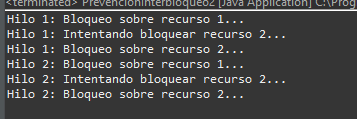 <terminated> PrevencionInterbloqueo2 [Java Application] C:\Prog
Hilo 1: Bloqueo sobre recurso 1...
Hilo 1: Intentando bloquear recurso 2...
Hilo 1: Bloqueo sobre recurso 2...
Hilo 2: Bloqueo sobre recurso 1...
Hilo 2: Intentando bloquear recurso 2...
Hilo 2: Bloqueo sobre recurso 2...